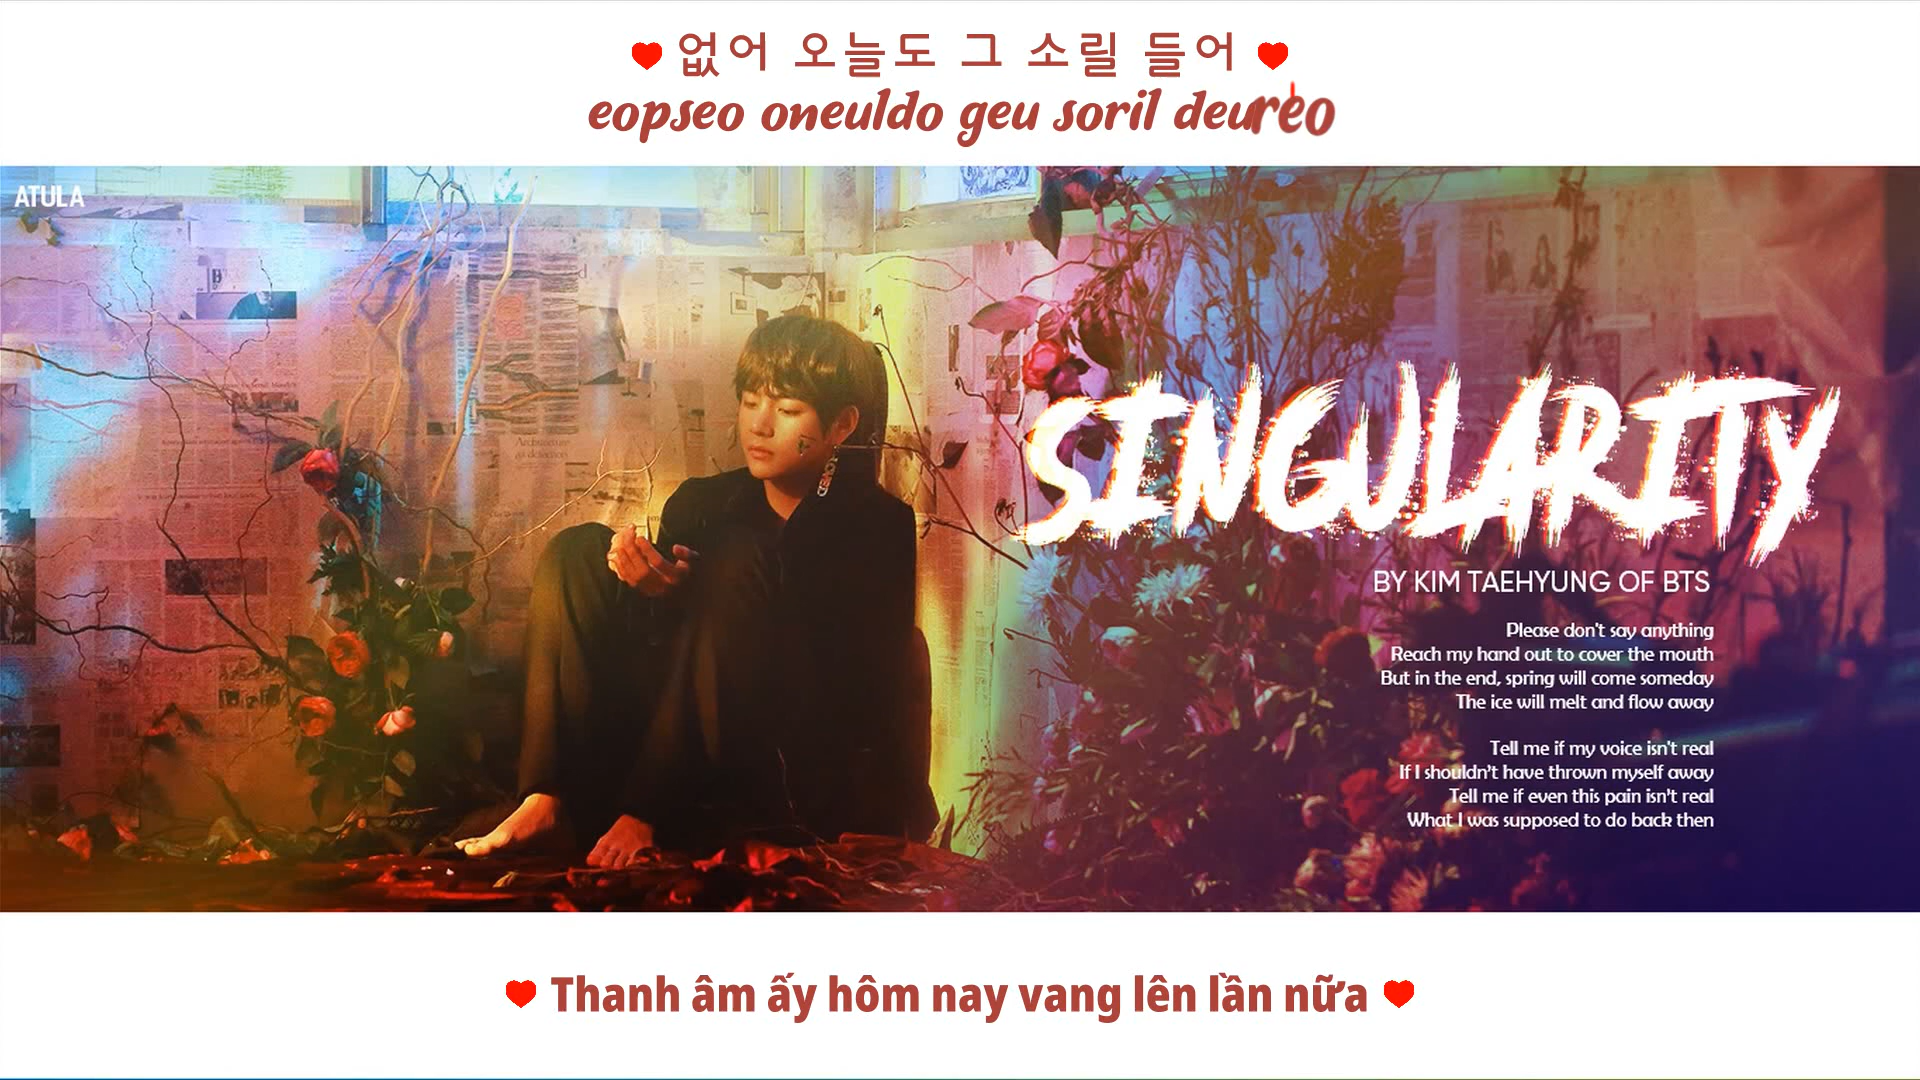 없어 오늘도 그 소릴 들어
eopseo oneuldo geu soril deureo
ATULA
SINGULARITY
BY KIM TAEHYUNG OF BTS
Please don't say anything
Reach my hand out to cover the mouth
But in the end, spring will come someday
The ice will melt and flow away
Tell me if my voice isn't real
If I shouldn't have thrown myself away
Tell me if even this pain isn't real
What I was supposed to do back then
Thanh âm ấy hôm nay vang lên lần nữa